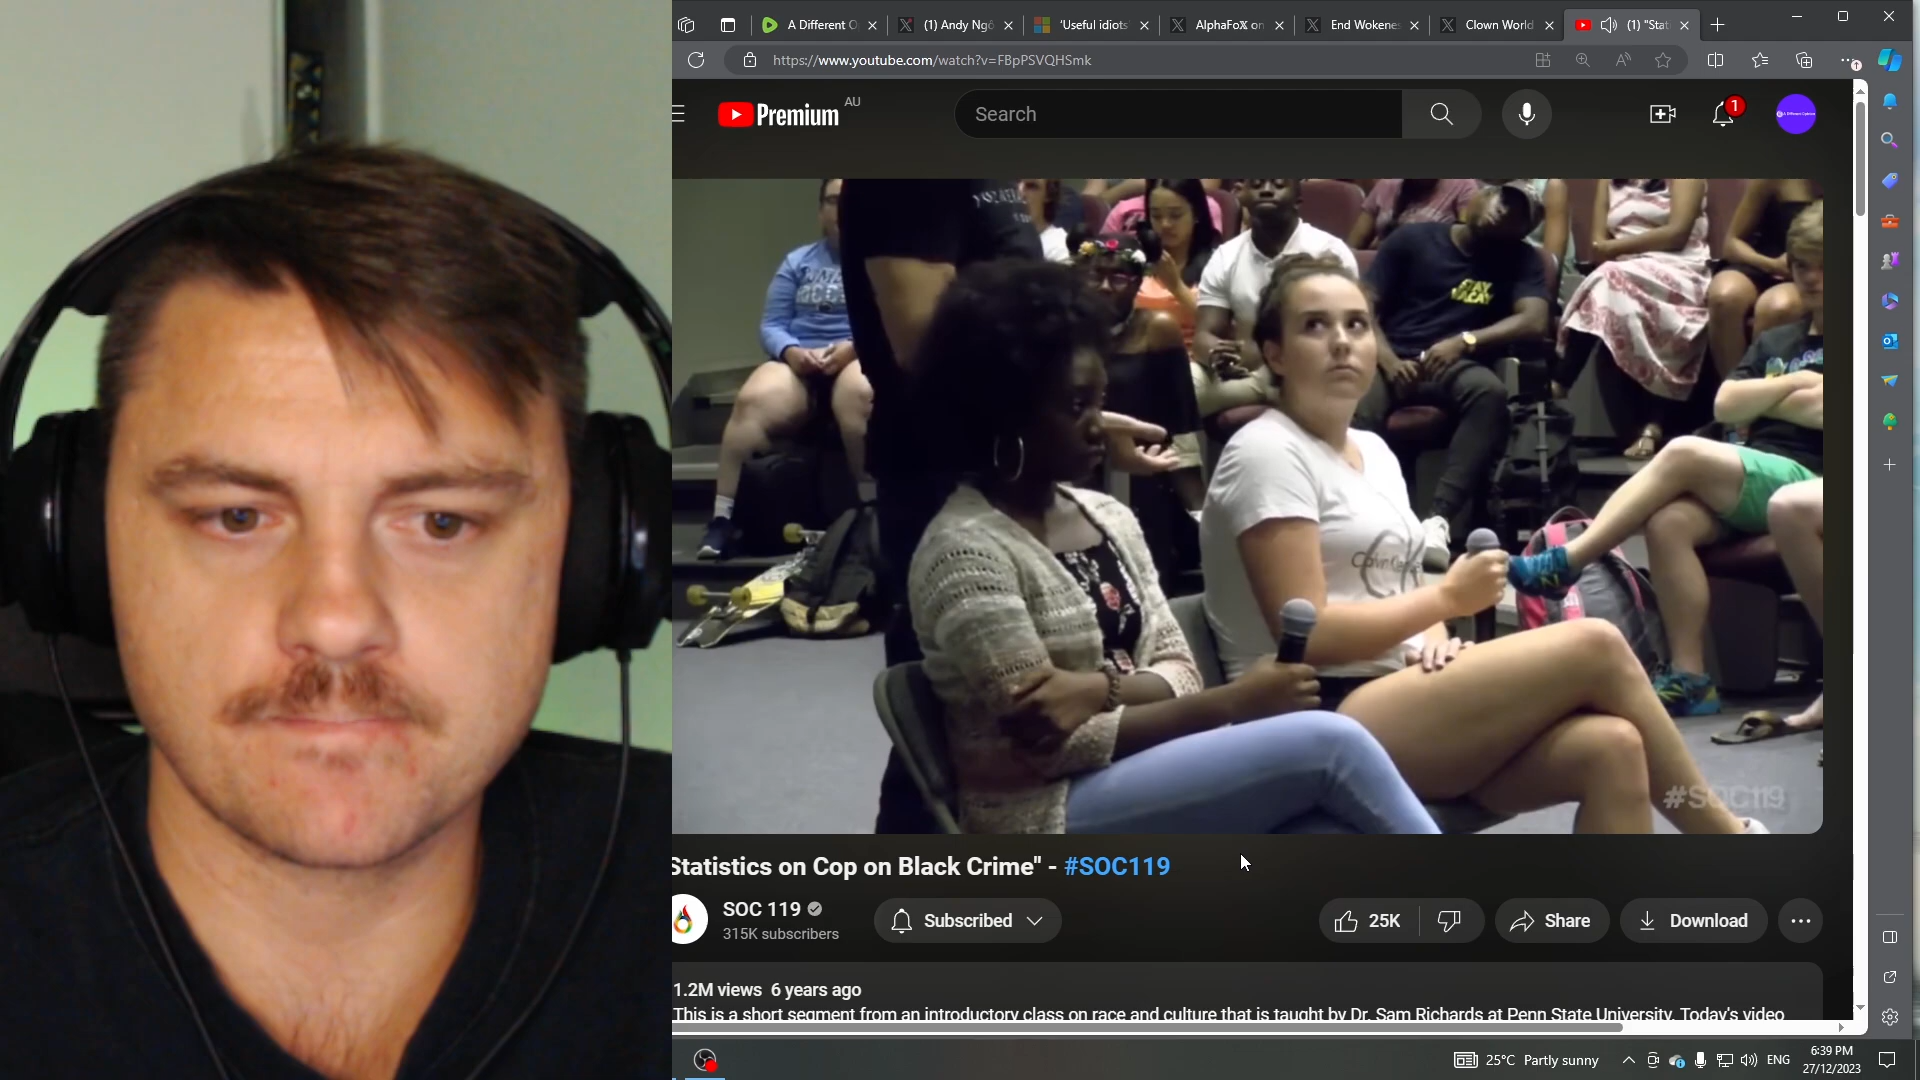 A Different O
(1) Andy Ngô
'Useful idiots'
AlphaFoX on
End Wokenes
Clown World
(1) "Stat
https://www.youtube.com/watch?v=FBpPSVQHSmk
Premium AU
Search
1
STAY
Calvin Klein
#SOC119
Statistics on Cop on Black Crime" - #SOC119
SOC 119
315K subscribers
Subscribed
25K
Share
Download
1.2M views 6 years ago
This is a short segment from an introductory class on race and culture that is taught by Dr. Sam Richards at Penn State University. Today's video
25°C Partly sunny
ENG
6:39 PM
27/12/2023